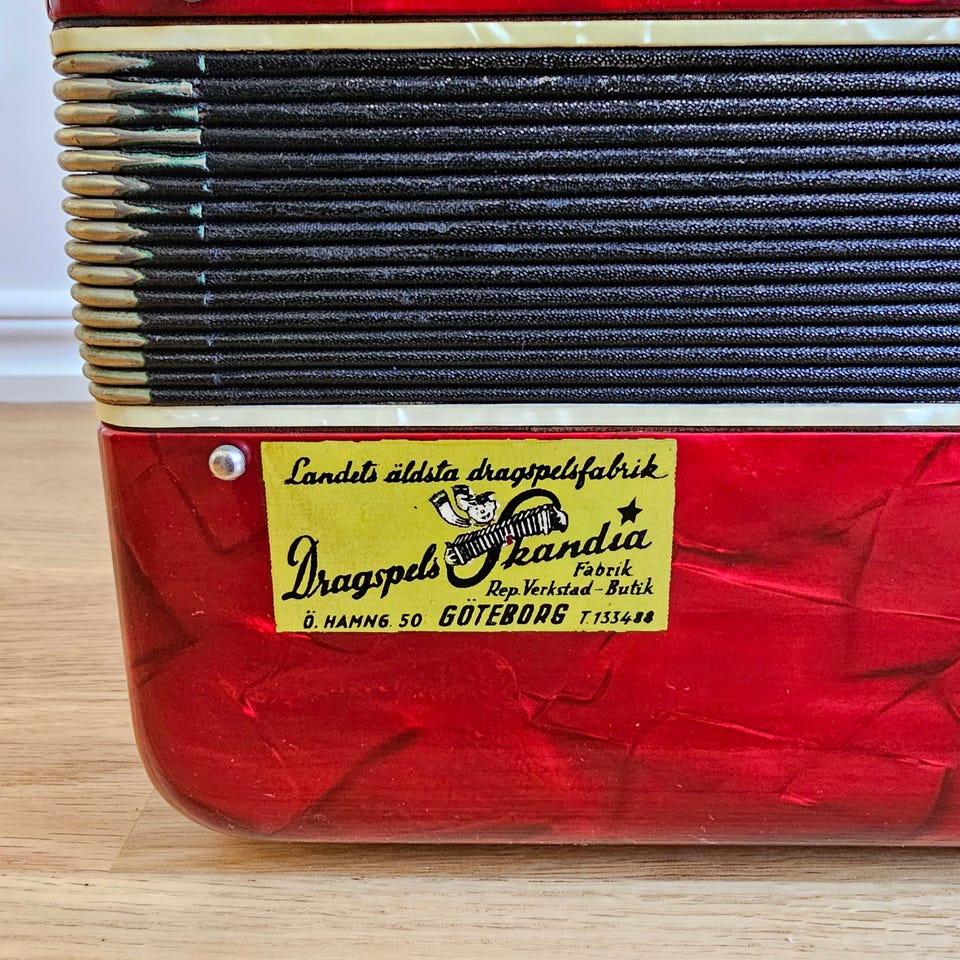 Landets äldsta dragspelsfabrik
Dragspels Skandia
Fabrik
Rep. Verkstad - Butik
Ö. HAMNG. 50 GÖTEBORG T. 133488